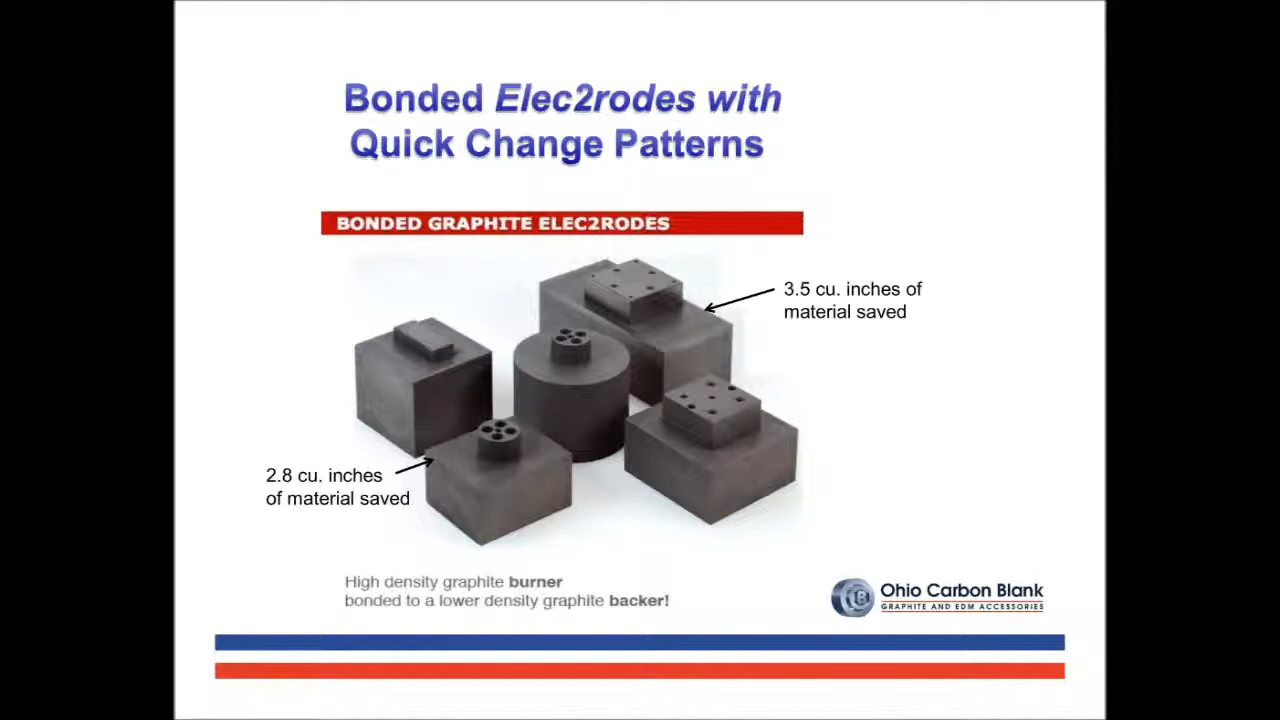 Bonded Elec2rodes with
Quick Change Patterns
BONDED GRAPHITE ELEC2RODES
3.5 cu. inches of
material saved
2.8 cu. inches
of material saved
High density graphite burner
bonded to a lower density graphite backer!
Ohio Carbon Blank
GRAPHITE AND EDM ACCESSORIES